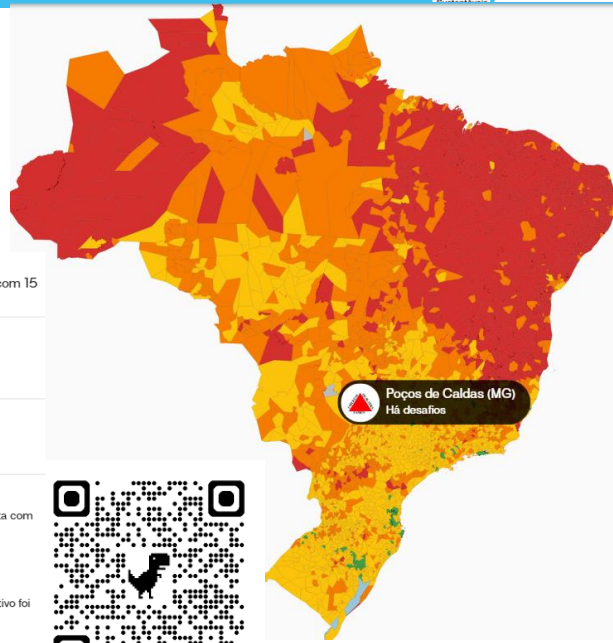 com 15
Poços de Caldas (MG)
Há desafios
ta com
tivo foi